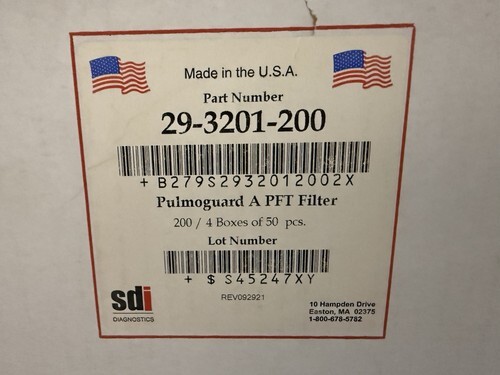 Made in the U.S.A.
Part Number
29-3201-200
+B279S2932012002X
Pulmoguard A PFT Filter
200 / 4 Boxes of 50 pcs.
Lot Number
+$S45247XY
REV092921
sdi
DIAGNOSTICS
10 Hampden Drive
Easton, MA 02375
1-800-678-5782